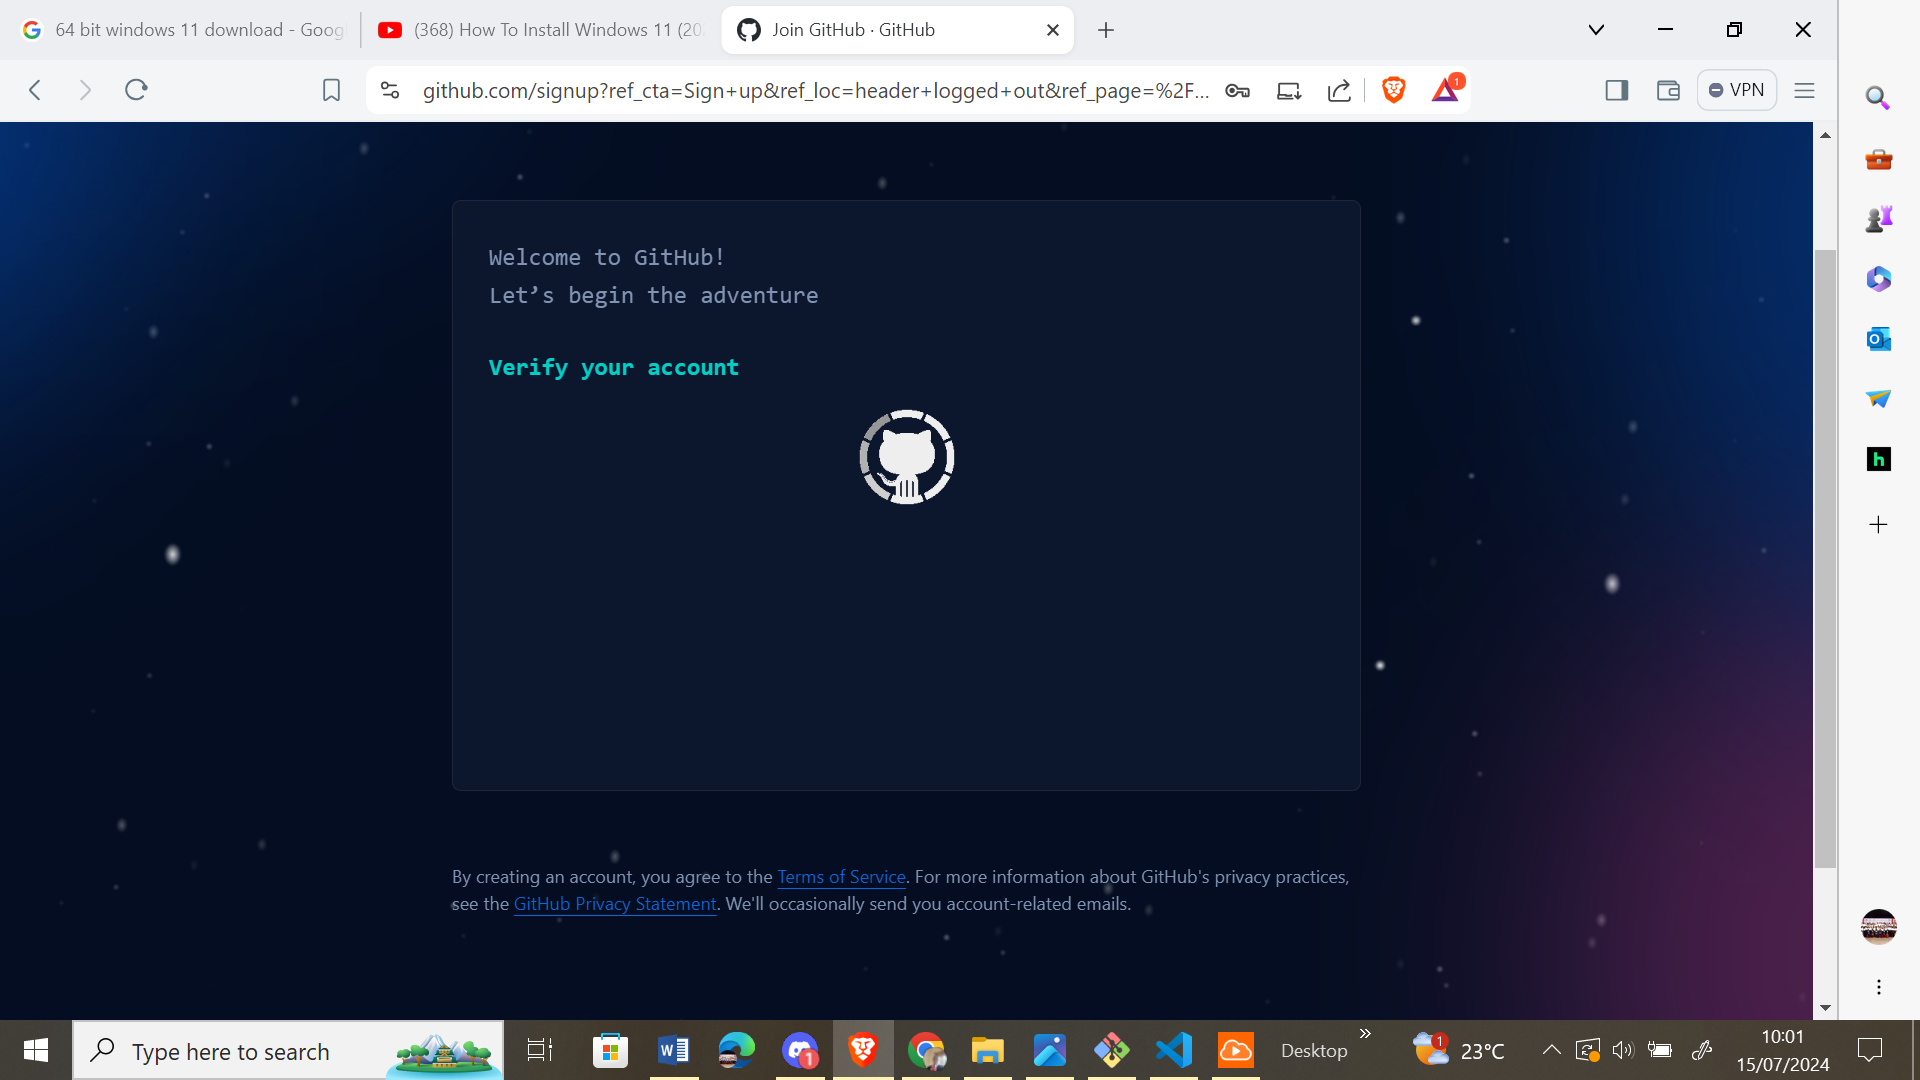 64 bit windows 11 download - Goog
(368) How To Install Windows 11 (20
Join GitHub · GitHub
github.com/signup?ref_cta=Sign+up&ref_loc=header+logged+out&ref_page=%2F...
1
VPN
Welcome to GitHub!
Let’s begin the adventure
Verify your account
By creating an account, you agree to the Terms of Service. For more information about GitHub's privacy practices,
see the GitHub Privacy Statement. We'll occasionally send you account-related emails.
Type here to search
1
Desktop
1
23°C
10:01
15/07/2024